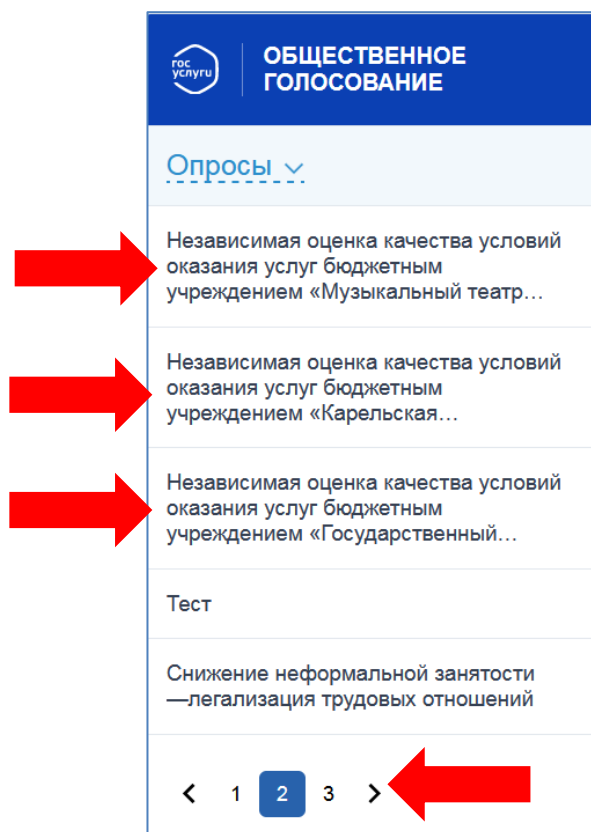 гос
услуги
ОБЩЕСТВЕННОЕ
ГОЛОСОВАНИЕ
Опросы
Независимая оценка качества условий
оказания услуг бюджетным
учреждением «Музыкальный театр...
Независимая оценка качества условий
оказания услуг бюджетным
учреждением «Карельская...
Независимая оценка качества условий
оказания услуг бюджетным
учреждением «Государственный...
Тест
Снижение неформальной занятости
—легализация трудовых отношений
1 2 3